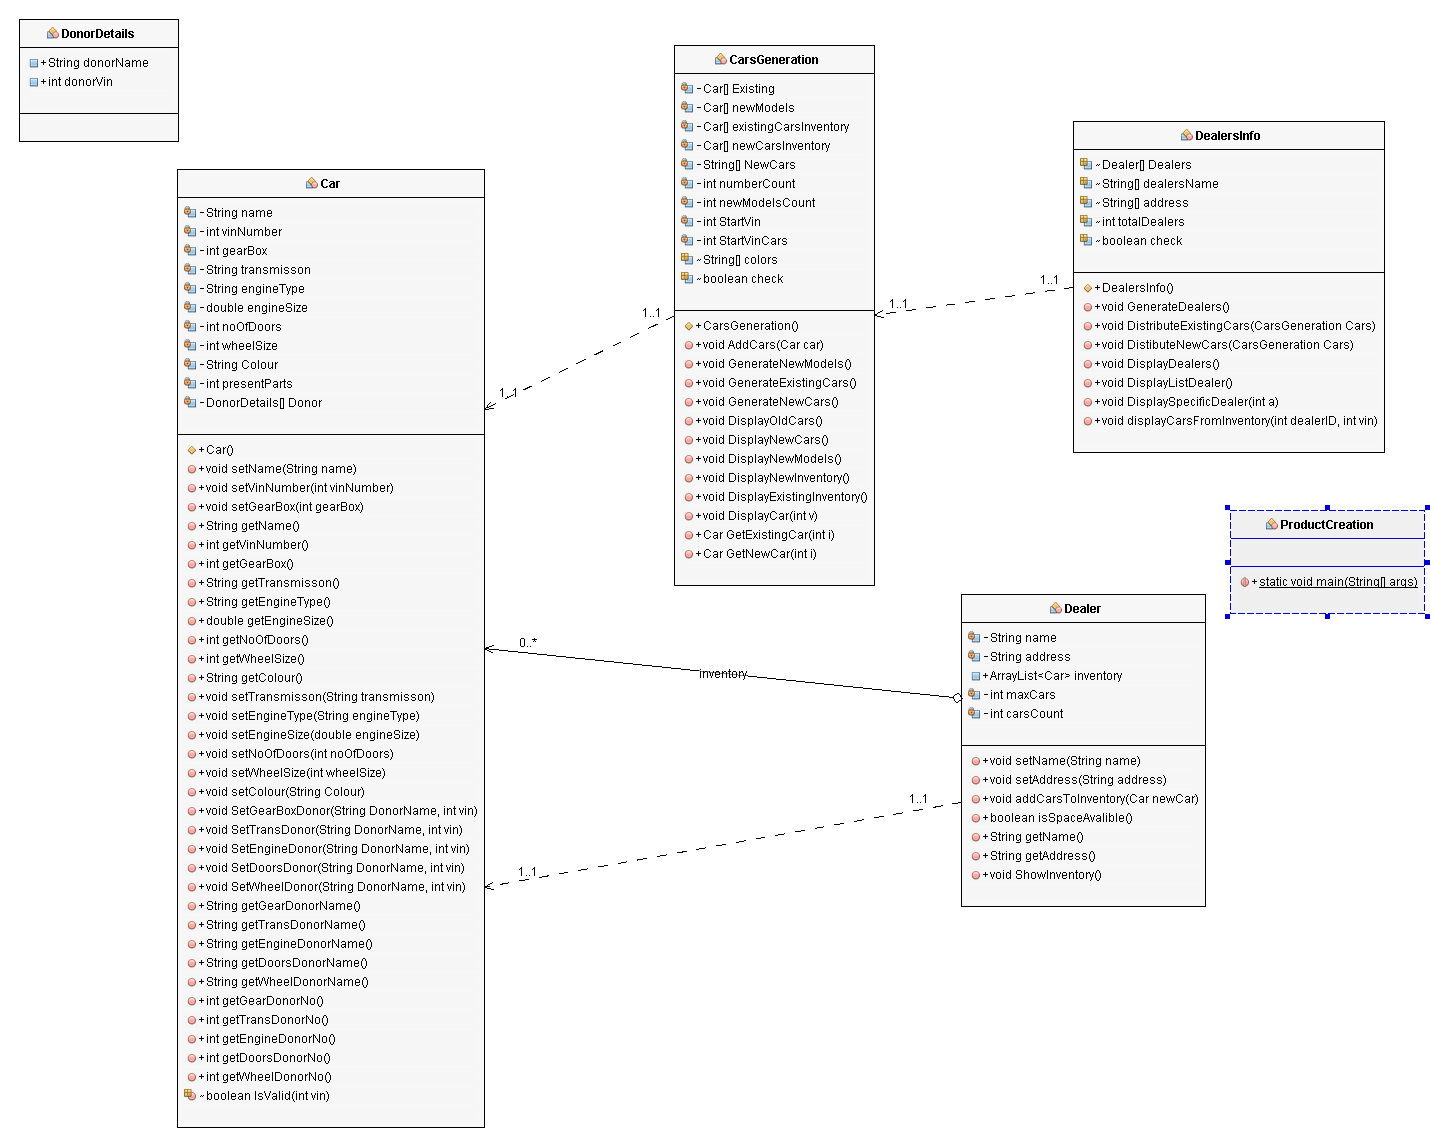 DonorDetails
+String donorName
+int donorVin
CarsGeneration
-Car[] Existing
-Car[] newModels
-Car[] existingCarsInventory
-Car[] newCarsInventory
-String[] NewCars
-int numberCount
-int newModelsCount
-int StartVin
-int StartVinCars
~String[] colors
~boolean check
+CarsGeneration()
+void AddCars(Car car)
+void GenerateNewModels()
+void GenerateExistingCars()
+void GenerateNewCars()
+void DisplayOldCars()
+void DisplayNewCars()
+void DisplayNewModels()
+void DisplayNewInventory()
+void DisplayExistingInventory()
+void DisplayCar(int v)
+Car GetExistingCar(int i)
+Car GetNewCar(int i)
DealersInfo
~Dealer[] Dealers
~String[] dealersName
~String[] address
~int totalDealers
~boolean check
+DealersInfo()
+void GenerateDealers()
+void DistributeExistingCars(CarsGeneration Cars)
+void DistibuteNewCars(CarsGeneration Cars)
+void DisplayDealers()
+void DisplayListDealer()
+void DisplaySpecificDealer(int a)
+void displayCarsFromInventory(int dealerID, int vin)
1..1
1..1
1..1
1..1
Car
-String name
-int vinNumber
-int gearBox
-String transmisson
-String engineType
-double engineSize
-int noOfDoors
-int wheelSize
-String Colour
-int presentParts
-DonorDetails[] Donor
+Car()
+void setName(String name)
+void setVinNumber(int vinNumber)
+void setGearBox(int gearBox)
+String getName()
+int getVinNumber()
+int getGearBox()
+String getTransmisson()
+String getEngineType()
+double getEngineSize()
+int getNoOfDoors()
+int getWheelSize()
+String getColour()
+void setTransmisson(String transmisson)
+void setEngineType(String engineType)
+void setEngineSize(double engineSize)
+void setNoOfDoors(int noOfDoors)
+void setWheelSize(int wheelSize)
+void setColour(String Colour)
+void SetGearBoxDonor(String DonorName, int vin)
+void SetTransDonor(String DonorName, int vin)
+void SetEngineDonor(String DonorName, int vin)
+void SetDoorsDonor(String DonorName, int vin)
+void SetWheelDonor(String DonorName, int vin)
+String getGearDonorName()
+String getTransDonorName()
+String getEngineDonorName()
+String getDoorsDonorName()
+String getWheelDonorName()
+int getGearDonorNo()
+int getTransDonorNo()
+int getEngineDonorNo()
+int getDoorsDonorNo()
+int getWheelDonorNo()
~boolean IsValid(int vin)
ProductCreation
+static void main(String[] args)
0..*
inventory
1..1
1..1
Dealer
-String name
-String address
+ArrayList<Car> inventory
-int maxCars
-int carsCount
+void setName(String name)
+void setAddress(String address)
+void addCarsToInventory(Car newCar)
+boolean isSpaceAvalible()
+String getName()
+String getAddress()
+void ShowInventory()